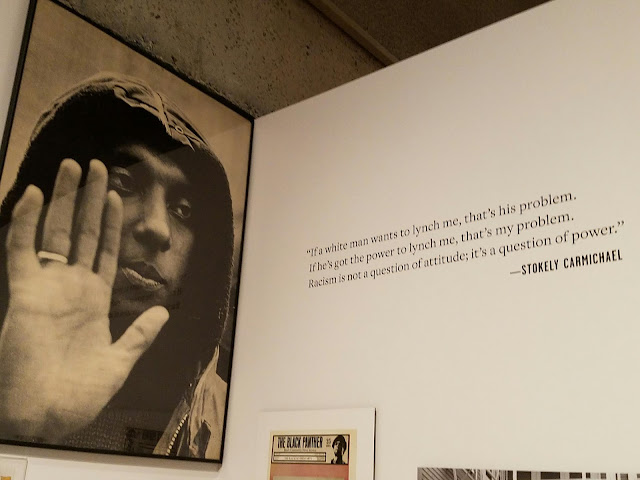 “If a white man wants to lynch me, that’s his problem.
If he’s got the power to lynch me, that’s my problem.
Racism is not a question of attitude; it’s a question of power.”
—STOKELY CARMICHAEL
THE BLACK PANTHER